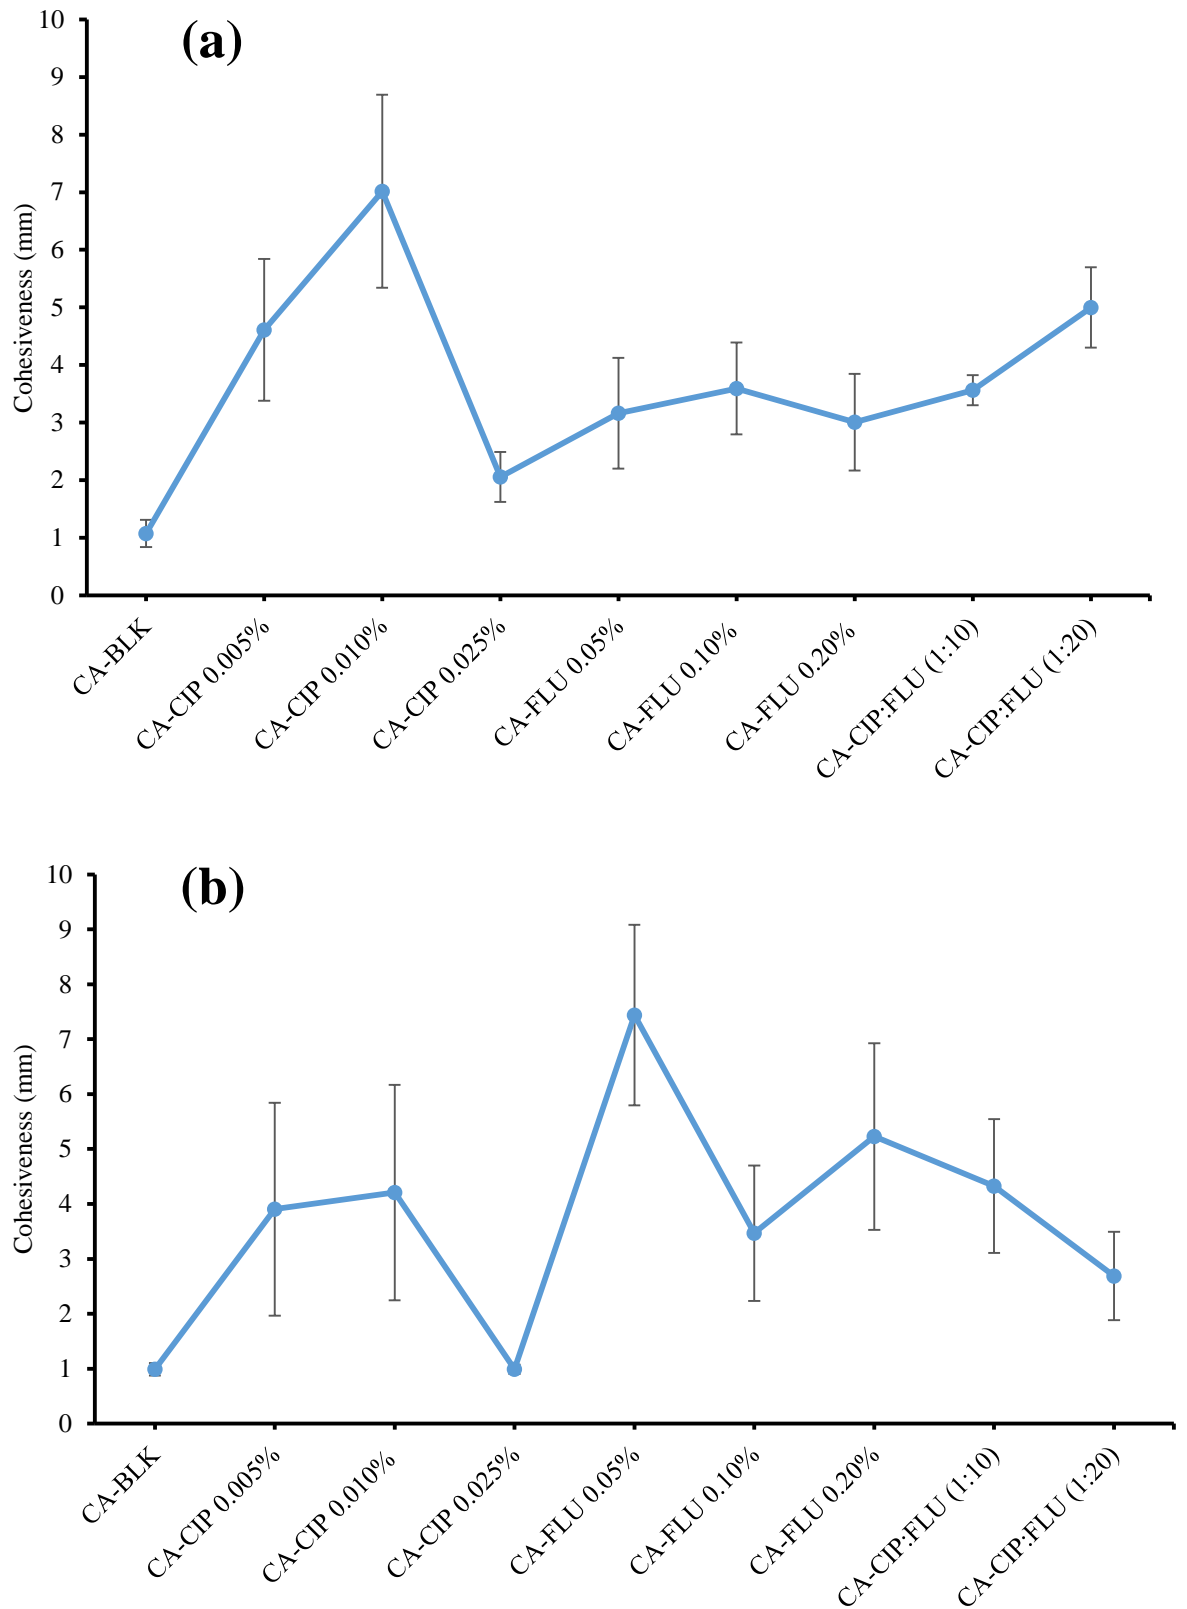 (a)
10
9
8
7
6
5
4
3
2
1
0
Cohesiveness (mm)
CA-BLK
CA-CIP 0.005%
CA-CIP 0.010%
CA-CIP 0.025%
CA-FLU 0.05%
CA-FLU 0.10%
CA-FLU 0.20%
CA-CIP:FLU (1:10)
CA-CIP:FLU (1:20)
(b)
10
9
8
7
6
5
4
3
2
1
0
Cohesiveness (mm)
CA-BLK
CA-CIP 0.005%
CA-CIP 0.010%
CA-CIP 0.025%
CA-FLU 0.05%
CA-FLU 0.10%
CA-FLU 0.20%
CA-CIP:FLU (1:10)
CA-CIP:FLU (1:20)